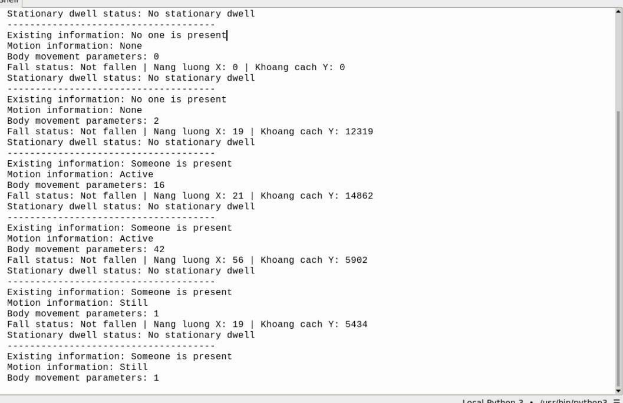 Shell
Stationary dwell status: No stationary dwell
-------------------------------------
Existing information: No one is present
Motion information: None
Body movement parameters: 0
Fall status: Not fallen | Nang luong X: 0 | Khoang cach Y: 0
Stationary dwell status: No stationary dwell
-------------------------------------
Existing information: No one is present
Motion information: None
Body movement parameters: 2
Fall status: Not fallen | Nang luong X: 19 | Khoang cach Y: 12319
Stationary dwell status: No stationary dwell
-------------------------------------
Existing information: Someone is present
Motion information: Active
Body movement parameters: 16
Fall status: Not fallen | Nang luong X: 21 | Khoang cach Y: 14862
Stationary dwell status: No stationary dwell
-------------------------------------
Existing information: Someone is present
Motion information: Active
Body movement parameters: 42
Fall status: Not fallen | Nang luong X: 56 | Khoang cach Y: 5902
Stationary dwell status: No stationary dwell
-------------------------------------
Existing information: Someone is present
Motion information: Still
Body movement parameters: 1
Fall status: Not fallen | Nang luong X: 19 | Khoang cach Y: 5434
Stationary dwell status: No stationary dwell
-------------------------------------
Existing information: Someone is present
Motion information: Still
Body movement parameters: 1
Local Python 3 • /usr/bin/python3 ☰